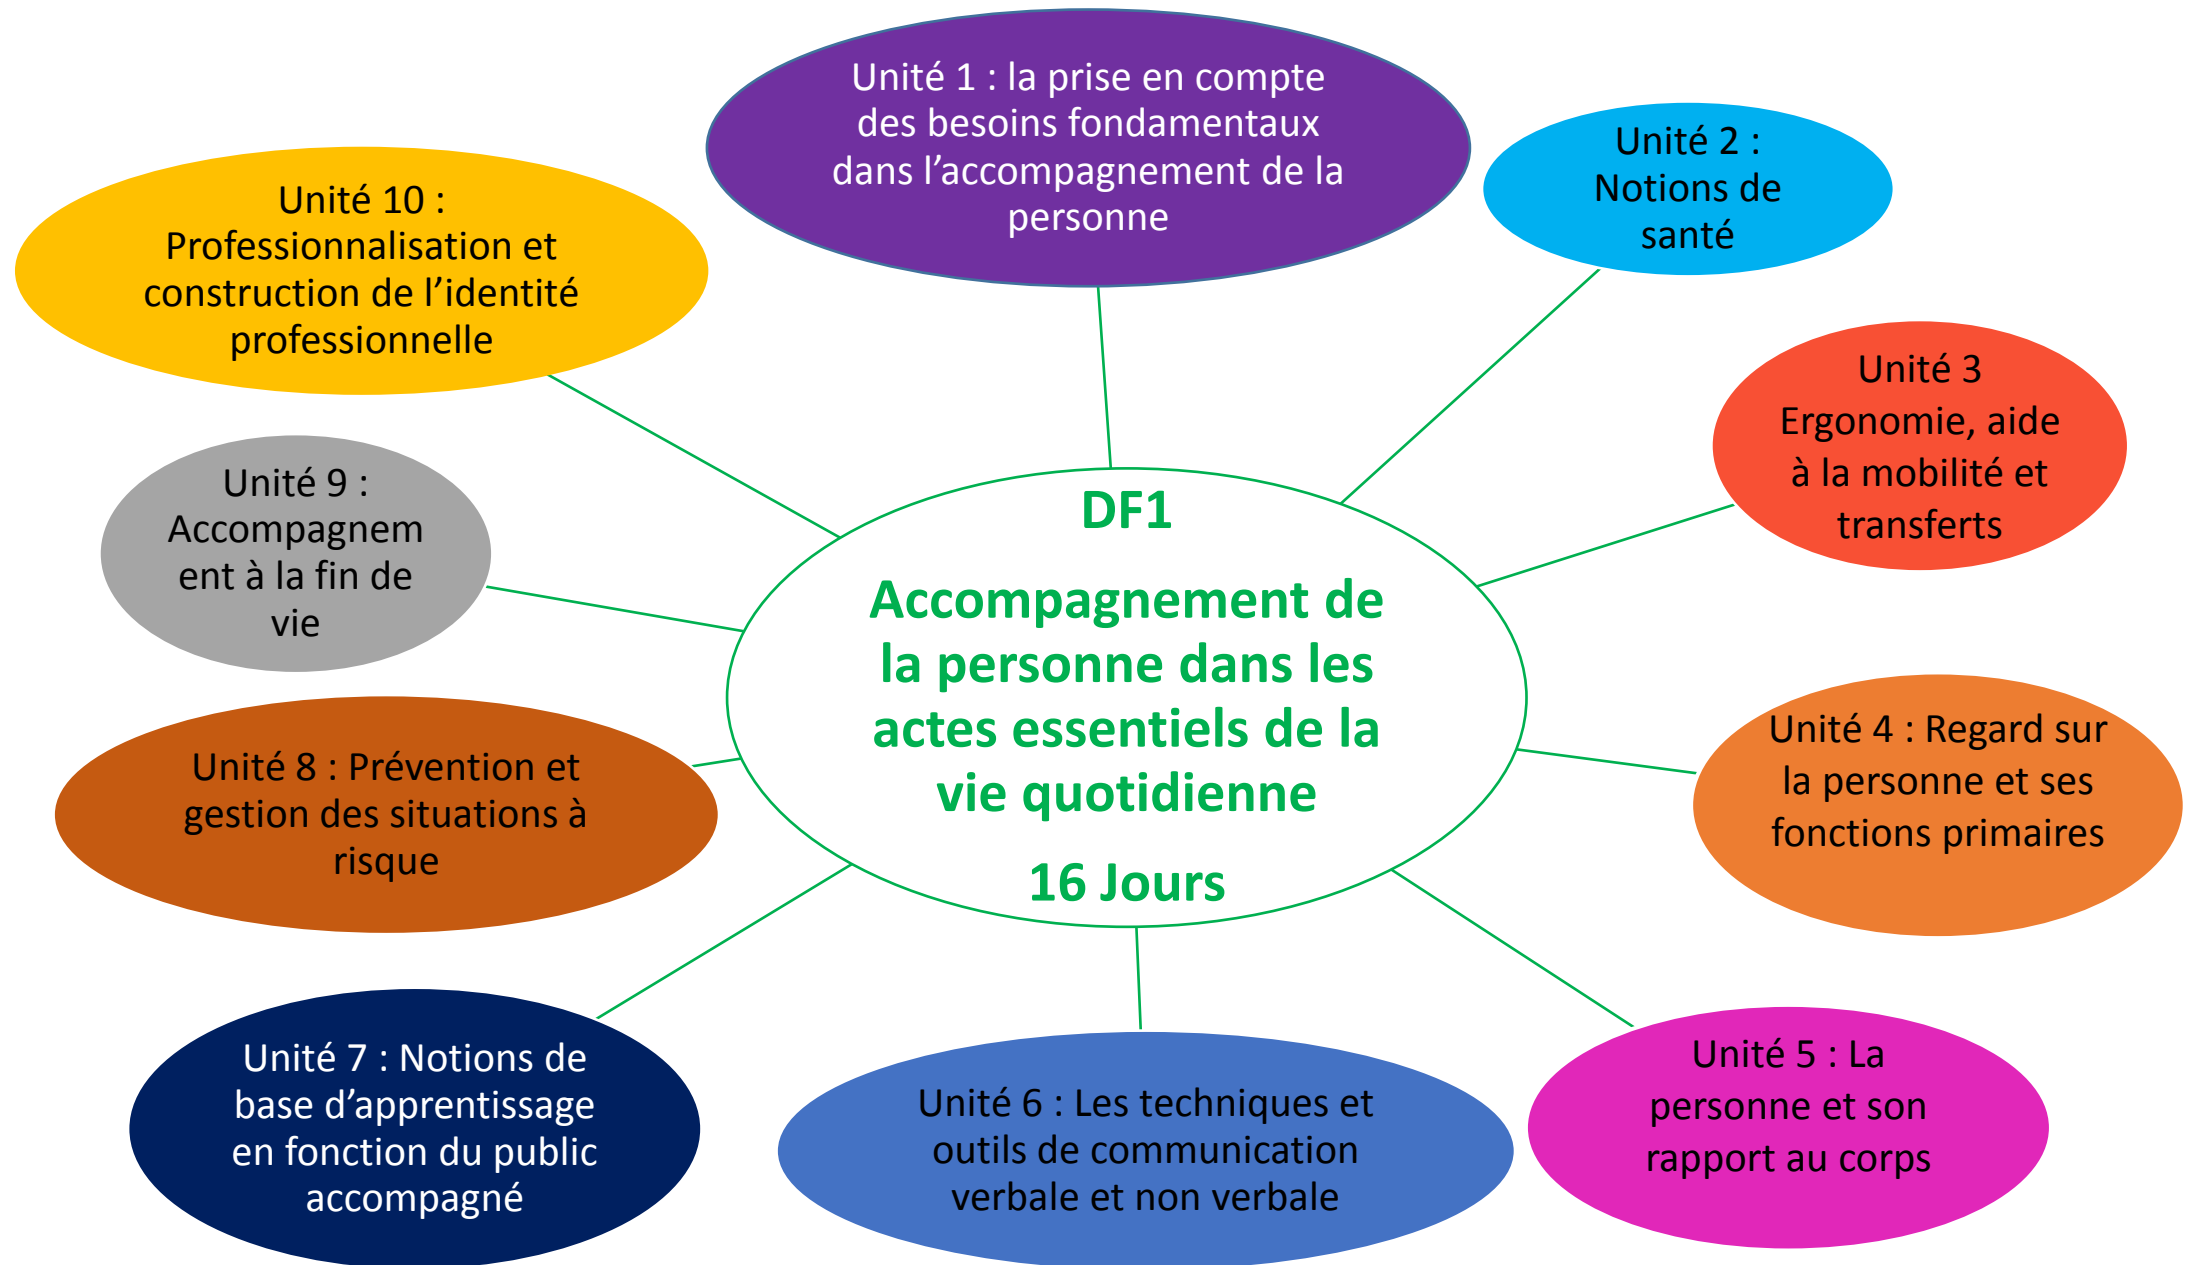 Unité 1 : la prise en compte
des besoins fondamentaux
dans l’accompagnement de la
personne
Unité 2 :
Notions de
santé
Unité 3
Ergonomie, aide
à la mobilité et
transferts
Unité 4 : Regard sur
la personne et ses
fonctions primaires
Unité 5 : La
personne et son
rapport au corps
Unité 6 : Les techniques et
outils de communication
verbale et non verbale
Unité 7 : Notions de
base d’apprentissage
en fonction du public
accompagné
Unité 8 : Prévention et
gestion des situations à
risque
Unité 9 :
Accompagnem
ent à la fin de
vie
Unité 10 :
Professionnalisation et
construction de l’identité
professionnelle
DF1
Accompagnement de
la personne dans les
actes essentiels de la
vie quotidienne
16 Jours